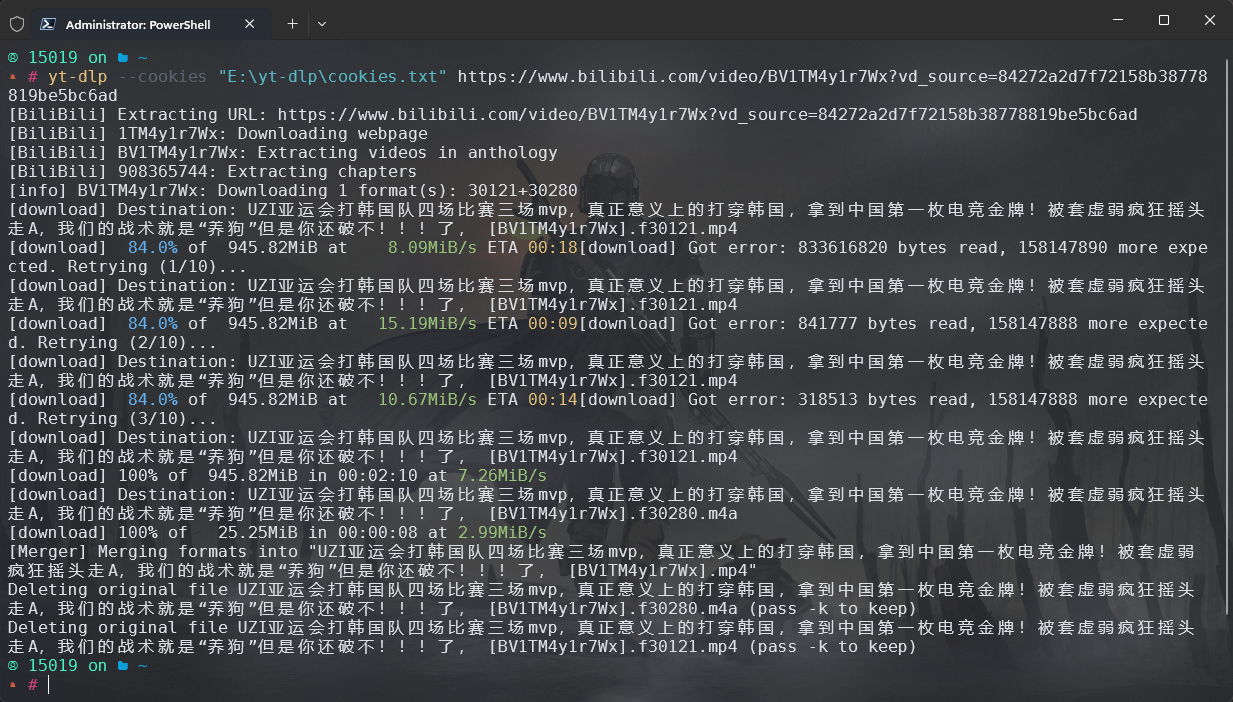 Administrator: PowerShell
15019 on ~
# yt-dlp --cookies "E:\yt-dlp\cookies.txt" https://www.bilibili.com/video/BV1TM4y1r7Wx?vd_source=84272a2d7f72158b38778
819be5bc6ad
[BiliBili] Extracting URL: https://www.bilibili.com/video/BV1TM4y1r7Wx?vd_source=84272a2d7f72158b38778819be5bc6ad
[BiliBili] 1TM4y1r7Wx: Downloading webpage
[BiliBili] BV1TM4y1r7Wx: Extracting videos in anthology
[BiliBili] 908365744: Extracting chapters
[info] BV1TM4y1r7Wx: Downloading 1 format(s): 30121+30280
[download] Destination: UZI亚运会打韩国队四场比赛三场mvp，真正意义上的打穿韩国，拿到中国第一枚电竞金牌！被套虚弱疯狂摇头
走A，我们的战术就是“养狗”但是你还破不！！！了， [BV1TM4y1r7Wx].f30121.mp4
[download]  84.0% of  945.82MiB at    8.09MiB/s ETA 00:18[download] Got error: 833616820 bytes read, 158147890 more expe
cted. Retrying (1/10)...
[download] Destination: UZI亚运会打韩国队四场比赛三场mvp，真正意义上的打穿韩国，拿到中国第一枚电竞金牌！被套虚弱疯狂摇头
走A，我们的战术就是“养狗”但是你还破不！！！了， [BV1TM4y1r7Wx].f30121.mp4
[download]  84.0% of  945.82MiB at   15.19MiB/s ETA 00:09[download] Got error: 841777 bytes read, 158147888 more expecte
d. Retrying (2/10)...
[download] Destination: UZI亚运会打韩国队四场比赛三场mvp，真正意义上的打穿韩国，拿到中国第一枚电竞金牌！被套虚弱疯狂摇头
走A，我们的战术就是“养狗”但是你还破不！！！了， [BV1TM4y1r7Wx].f30121.mp4
[download]  84.0% of  945.82MiB at   10.67MiB/s ETA 00:14[download] Got error: 318513 bytes read, 158147888 more expecte
d. Retrying (3/10)...
[download] Destination: UZI亚运会打韩国队四场比赛三场mvp，真正意义上的打穿韩国，拿到中国第一枚电竞金牌！被套虚弱疯狂摇头
走A，我们的战术就是“养狗”但是你还破不！！！了， [BV1TM4y1r7Wx].f30121.mp4
[download] 100% of  945.82MiB in 00:02:10 at 7.26MiB/s
[download] Destination: UZI亚运会打韩国队四场比赛三场mvp，真正意义上的打穿韩国，拿到中国第一枚电竞金牌！被套虚弱疯狂摇头
走A，我们的战术就是“养狗”但是你还破不！！！了， [BV1TM4y1r7Wx].f30280.m4a
[download] 100% of   25.25MiB in 00:00:08 at 2.99MiB/s
[Merger] Merging formats into "UZI亚运会打韩国队四场比赛三场mvp，真正意义上的打穿韩国，拿到中国第一枚电竞金牌！被套虚弱
疯狂摇头走A，我们的战术就是“养狗”但是你还破不！！！了， [BV1TM4y1r7Wx].mp4"
Deleting original file UZI亚运会打韩国队四场比赛三场mvp，真正意义上的打穿韩国，拿到中国第一枚电竞金牌！被套虚弱疯狂摇头
走A，我们的战术就是“养狗”但是你还破不！！！了， [BV1TM4y1r7Wx].f30280.m4a (pass -k to keep)
Deleting original file UZI亚运会打韩国队四场比赛三场mvp，真正意义上的打穿韩国，拿到中国第一枚电竞金牌！被套虚弱疯狂摇头
走A，我们的战术就是“养狗”但是你还破不！！！了， [BV1TM4y1r7Wx].f30121.mp4 (pass -k to keep)
15019 on ~
#